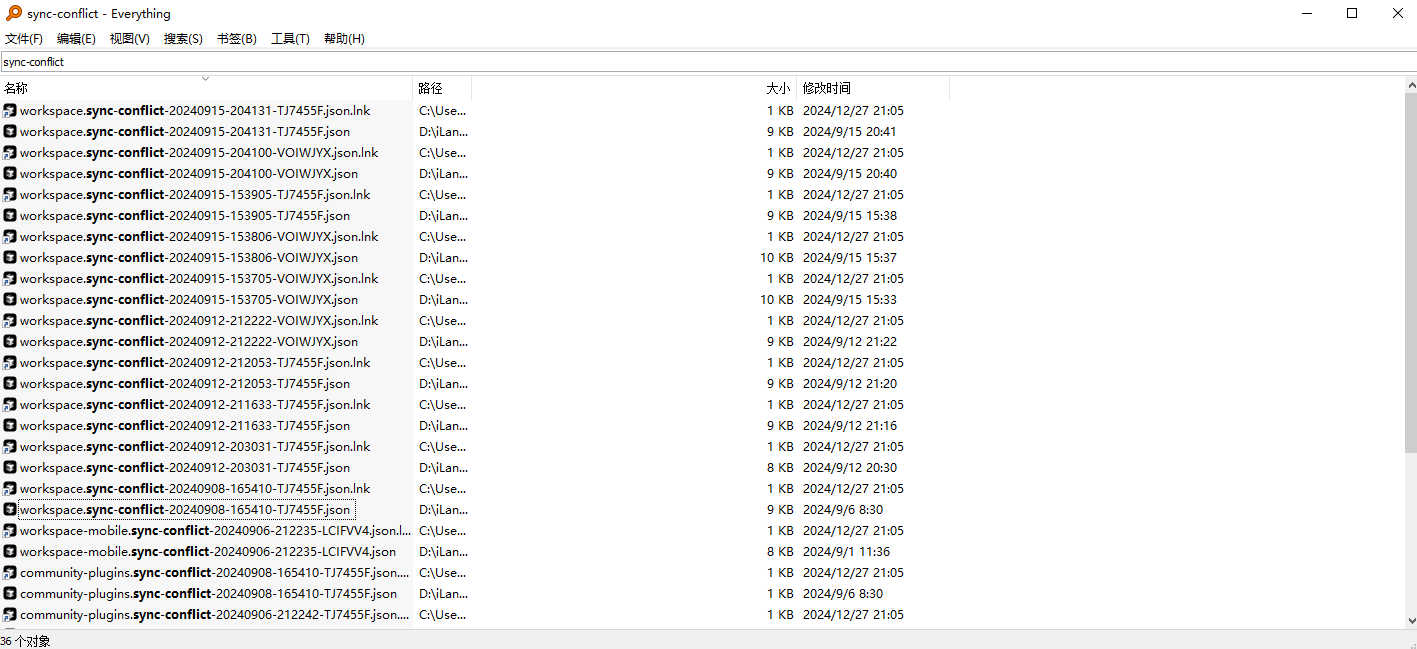 sync-conflict - Everything
文件(F) 编辑(E) 视图(V) 搜索(S) 书签(B) 工具(T) 帮助(H)
sync-conflict
名称 路径 大小 修改时间
workspace.sync-conflict-20240915-204131-TJ7455F.json.lnk C:\Use... 1 KB 2024/12/27 21:05
workspace.sync-conflict-20240915-204131-TJ7455F.json D:\iLan... 9 KB 2024/9/15 20:41
workspace.sync-conflict-20240915-204100-VOIWJYX.json.lnk C:\Use... 1 KB 2024/12/27 21:05
workspace.sync-conflict-20240915-204100-VOIWJYX.json D:\iLan... 9 KB 2024/9/15 20:40
workspace.sync-conflict-20240915-153905-TJ7455F.json.lnk C:\Use... 1 KB 2024/12/27 21:05
workspace.sync-conflict-20240915-153905-TJ7455F.json D:\iLan... 9 KB 2024/9/15 15:38
workspace.sync-conflict-20240915-153806-VOIWJYX.json.lnk C:\Use... 1 KB 2024/12/27 21:05
workspace.sync-conflict-20240915-153806-VOIWJYX.json D:\iLan... 10 KB 2024/9/15 15:37
workspace.sync-conflict-20240915-153705-VOIWJYX.json.lnk C:\Use... 1 KB 2024/12/27 21:05
workspace.sync-conflict-20240915-153705-VOIWJYX.json D:\iLan... 10 KB 2024/9/15 15:33
workspace.sync-conflict-20240912-212222-VOIWJYX.json.lnk C:\Use... 1 KB 2024/12/27 21:05
workspace.sync-conflict-20240912-212222-VOIWJYX.json D:\iLan... 9 KB 2024/9/12 21:22
workspace.sync-conflict-20240912-212053-TJ7455F.json.lnk C:\Use... 1 KB 2024/12/27 21:05
workspace.sync-conflict-20240912-212053-TJ7455F.json D:\iLan... 9 KB 2024/9/12 21:20
workspace.sync-conflict-20240912-211633-TJ7455F.json.lnk C:\Use... 1 KB 2024/12/27 21:05
workspace.sync-conflict-20240912-211633-TJ7455F.json D:\iLan... 9 KB 2024/9/12 21:16
workspace.sync-conflict-20240912-203031-TJ7455F.json.lnk C:\Use... 1 KB 2024/12/27 21:05
workspace.sync-conflict-20240912-203031-TJ7455F.json D:\iLan... 8 KB 2024/9/12 20:30
workspace.sync-conflict-20240908-165410-TJ7455F.json.lnk C:\Use... 1 KB 2024/12/27 21:05
workspace.sync-conflict-20240908-165410-TJ7455F.json D:\iLan... 9 KB 2024/9/6 8:30
workspace-mobile.sync-conflict-20240906-212235-LCIFVV4.json.l... C:\Use... 1 KB 2024/12/27 21:05
workspace-mobile.sync-conflict-20240906-212235-LCIFVV4.json D:\iLan... 8 KB 2024/9/1 11:36
community-plugins.sync-conflict-20240908-165410-TJ7455F.json.... C:\Use... 1 KB 2024/12/27 21:05
community-plugins.sync-conflict-20240908-165410-TJ7455F.json D:\iLan... 1 KB 2024/9/6 8:30
community-plugins.sync-conflict-20240906-212242-TJ7455F.json.... C:\Use... 1 KB 2024/12/27 21:05
36 个对象